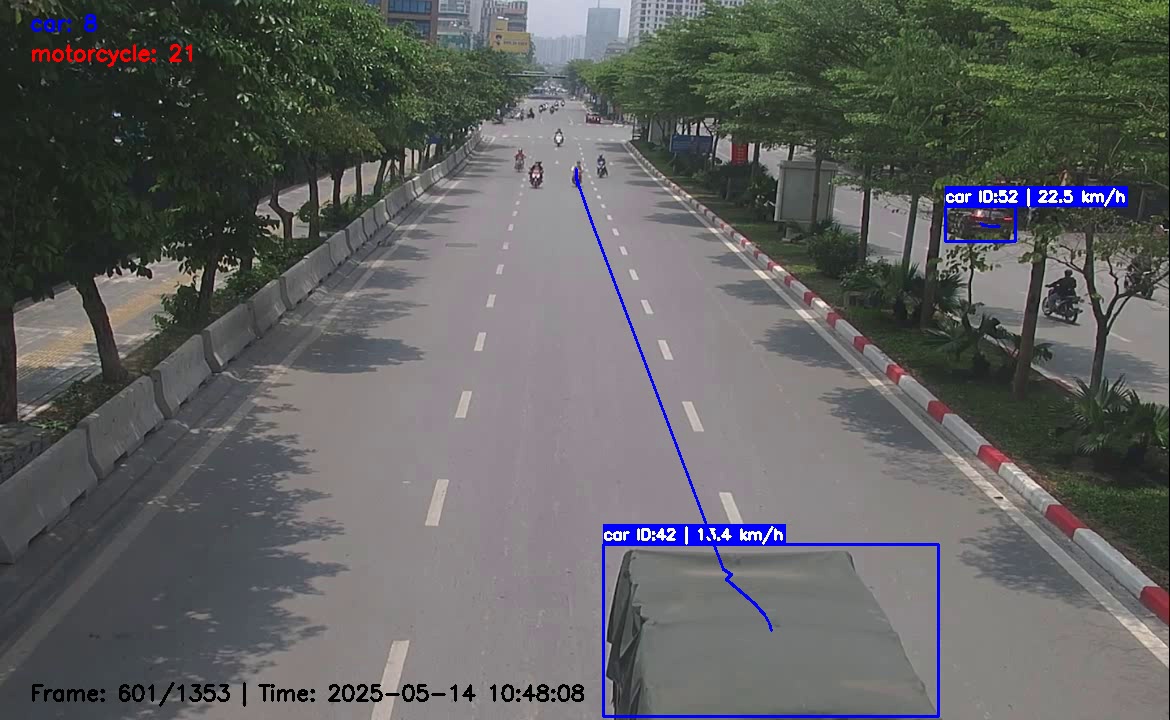 car: 8
motorcycle: 21
car ID:52 | 22.5 km/h
car ID:42 | 13.4 km/h
Frame: 601/1353 | Time: 2025-05-14 10:48:08